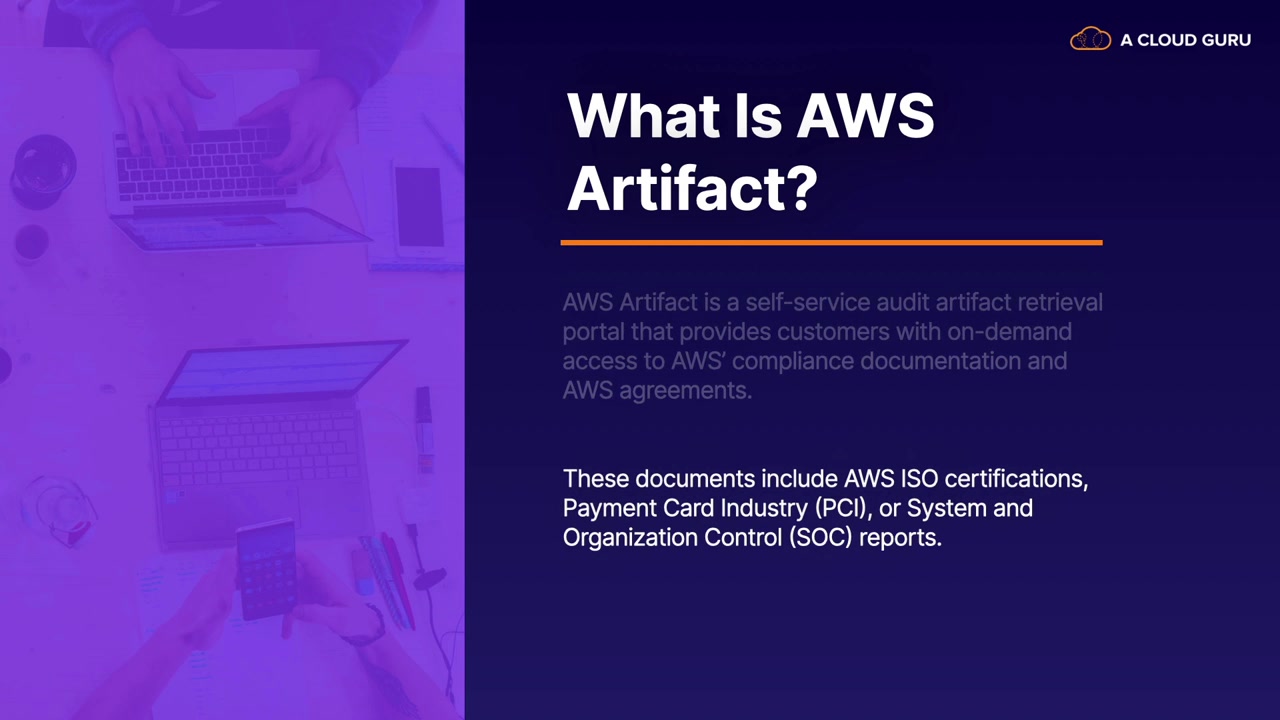 A CLOUD GURU
What Is AWS
Artifact?
AWS Artifact is a self-service audit artifact retrieval
portal that provides customers with on-demand
access to AWS’ compliance documentation and
AWS agreements.
These documents include AWS ISO certifications,
Payment Card Industry (PCI), or System and
Organization Control (SOC) reports.